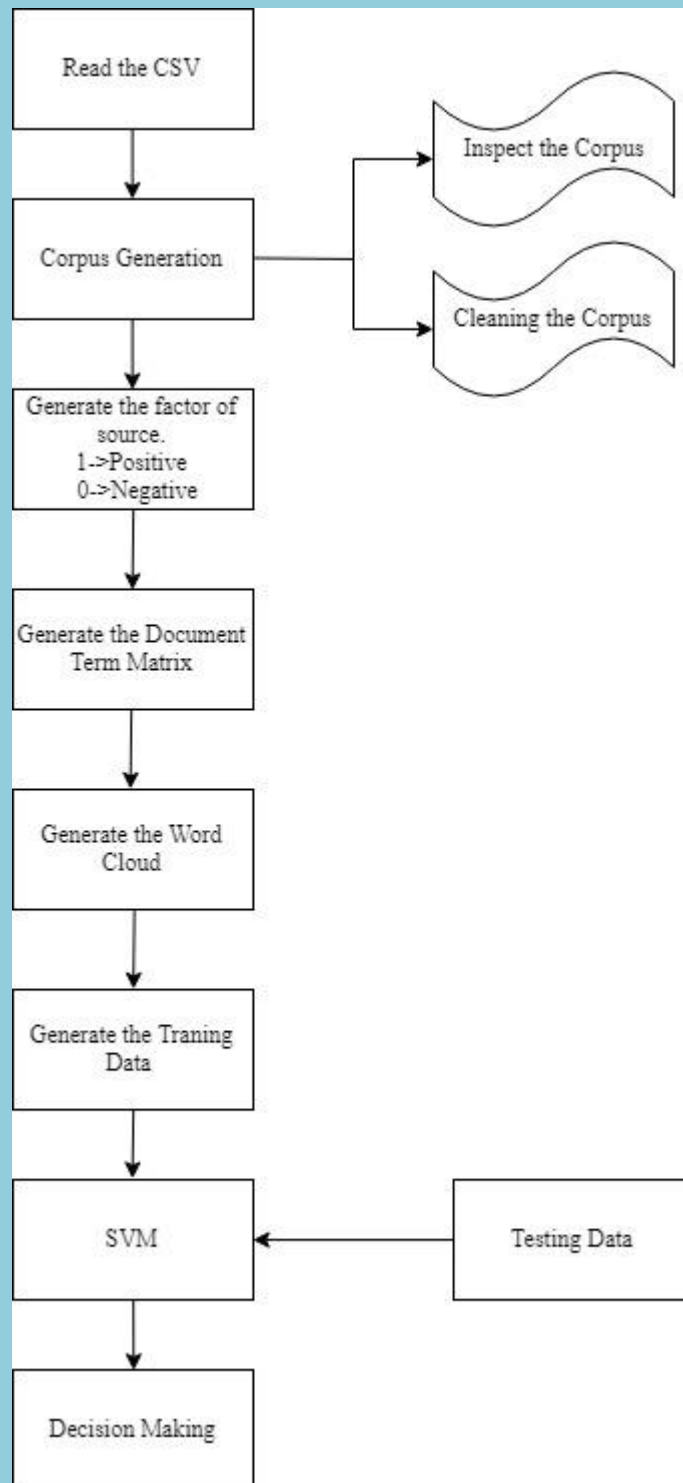 Read the CSV
Inspect the Corpus
Corpus Generation
Cleaning the Corpus
Generate the factor of
source.
1->Positive
0->Negative
Generate the Document
Term Matrix
Generate the Word
Cloud
Generate the Traning
Data
SVM
Testing Data
Decision Making